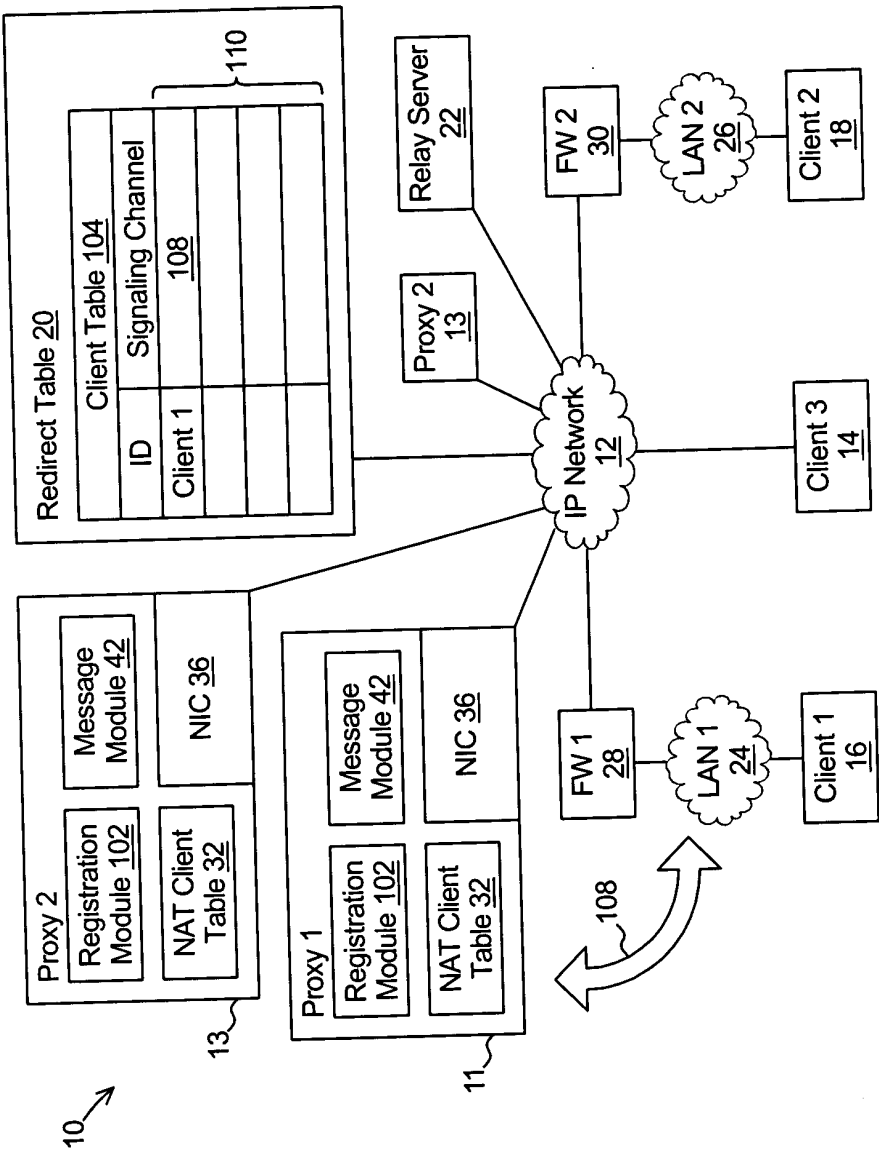 10
Proxy 2
Registration
Module 102
Message
Module 42
NAT Client
Table 32
NIC 36
13
Proxy 1
Registration
Module 102
Message
Module 42
NAT Client
Table 32
NIC 36
11
108
Redirect Table 20
Client Table 104
ID
Signaling Channel
Client 1
108
110
Relay Server
22
Proxy 2
13
IP Network
12
FW 1
28
LAN 1
24
Client 1
16
Client 3
14
FW 2
30
LAN 2
26
Client 2
18